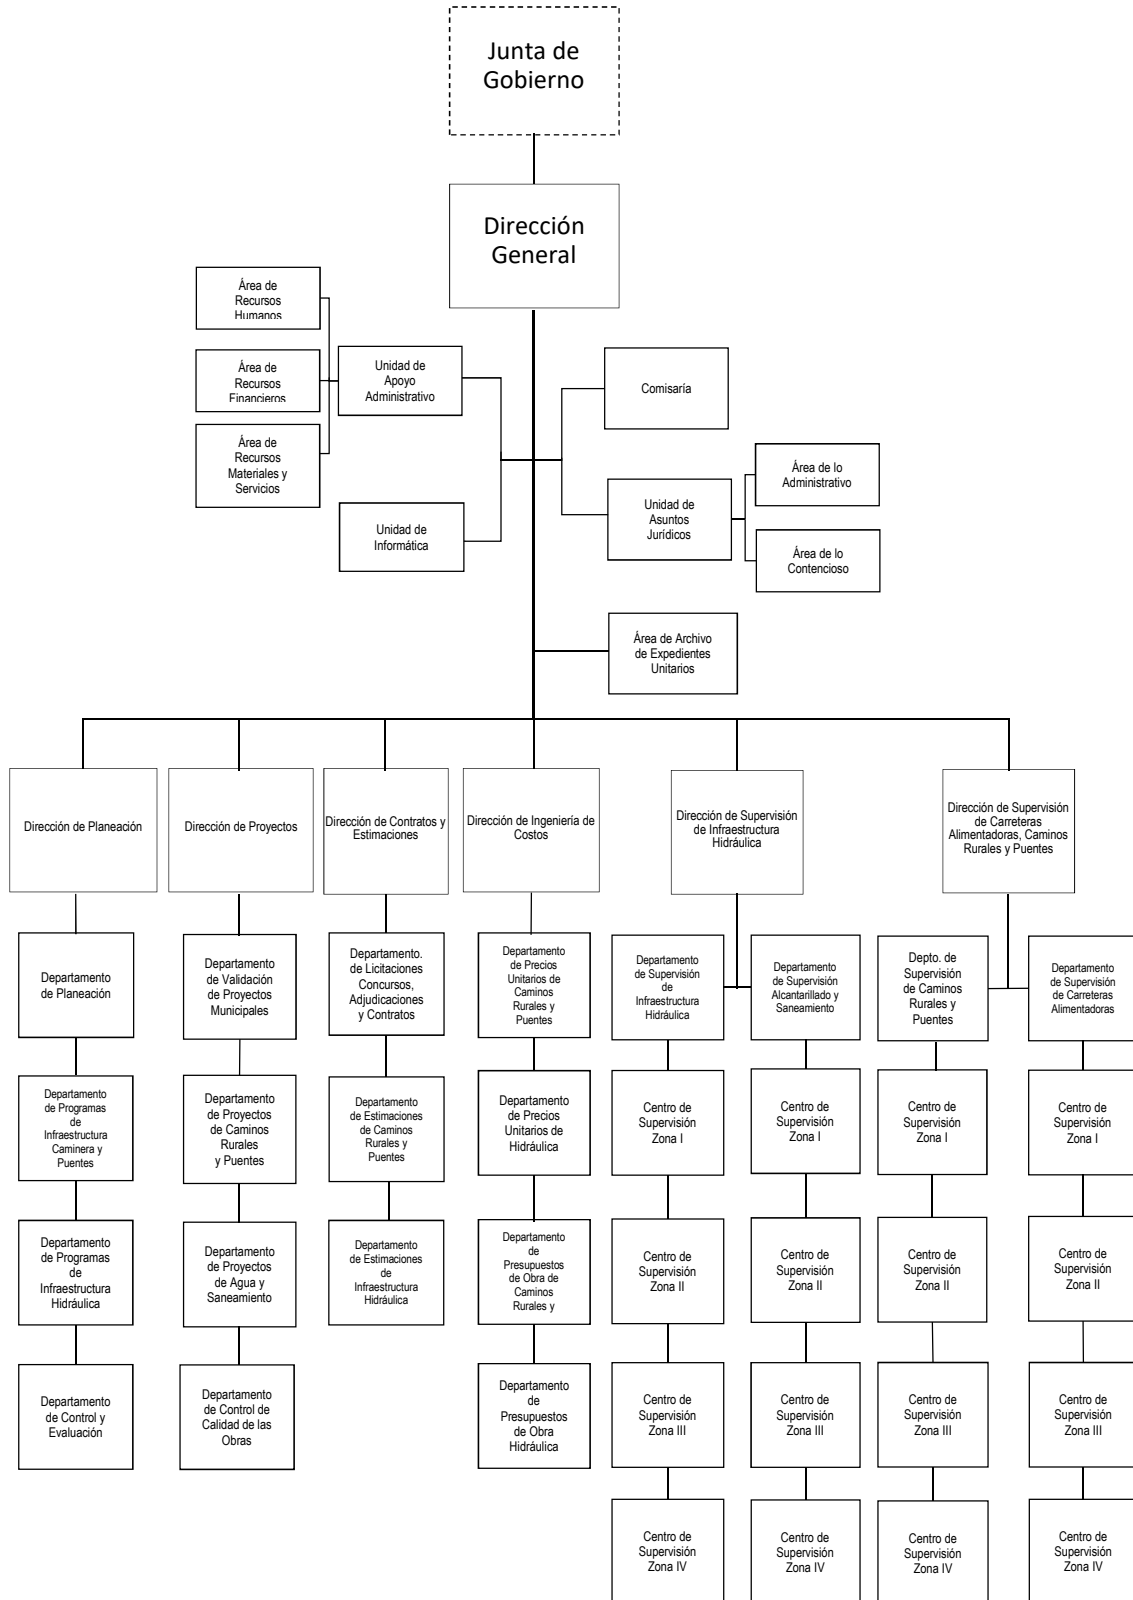 Junta de
Gobierno
Dirección
General
Área de
Recursos
Humanos
Área de
Recursos
Financieros
Área de
Recursos
Materiales y
Servicios
Unidad de
Apoyo
Administrativo
Unidad de
Informática
Comisaría
Unidad de
Asuntos
Jurídicos
Área de lo
Administrativo
Área de lo
Contencioso
Área de Archivo
de Expedientes
Unitarios
Dirección de Planeación
Dirección de Proyectos
Dirección de Contratos y
Estimaciones
Dirección de Ingeniería de
Costos
Dirección de Supervisión
de Infraestructura
Hidráulica
Dirección de Supervisión
de Carreteras
Alimentadoras, Caminos
Rurales y Puentes
Departamento
de Planeación
Departamento
de Validación
de Proyectos
Municipales
Departamento.
de Licitaciones
Concursos,
Adjudicaciones
y Contratos
Departamento
de Precios
Unitarios de
Caminos
Rurales y
Puentes
Departamento
de Supervisión
de
Infraestructura
Hidráulica
Departamento
de Supervisión
Alcantarillado y
Saneamiento
Depto. de
Supervisión
de Caminos
Rurales y
Puentes
Departamento
de Supervisión
de Carreteras
Alimentadoras
Departamento
de Programas
de
Infraestructura
Caminera y
Puentes
Departamento
de Proyectos
de Caminos
Rurales
y Puentes
Departamento
de Estimaciones
de Caminos
Rurales y
Puentes
Departamento
de Precios
Unitarios de
Hidráulica
Centro de
Supervisión
Zona I
Centro de
Supervisión
Zona I
Centro de
Supervisión
Zona I
Centro de
Supervisión
Zona I
Departamento
de Programas
de
Infraestructura
Hidráulica
Departamento
de Proyectos
de Agua y
Saneamiento
Departamento
de Estimaciones
de
Infraestructura
Hidráulica
Departamento
de
Presupuestos
de Obra de
Caminos
Rurales y
Centro de
Supervisión
Zona II
Centro de
Supervisión
Zona II
Centro de
Supervisión
Zona II
Centro de
Supervisión
Zona II
Departamento
de Control y
Evaluación
Departamento
de Control de
Calidad de las
Obras
Departamento
de
Presupuestos
de Obra
Hidráulica
Centro de
Supervisión
Zona III
Centro de
Supervisión
Zona III
Centro de
Supervisión
Zona III
Centro de
Supervisión
Zona III
Centro de
Supervisión
Zona IV
Centro de
Supervisión
Zona IV
Centro de
Supervisión
Zona IV
Centro de
Supervisión
Zona IV